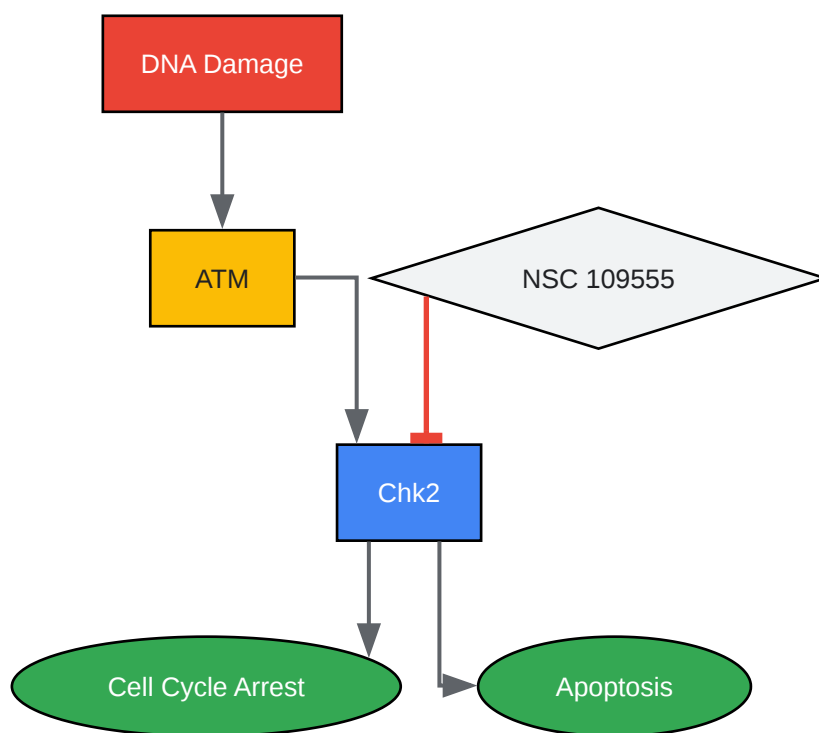 DNA Damage
ATM
NSC 109555
Chk2
Cell Cycle Arrest
Apoptosis